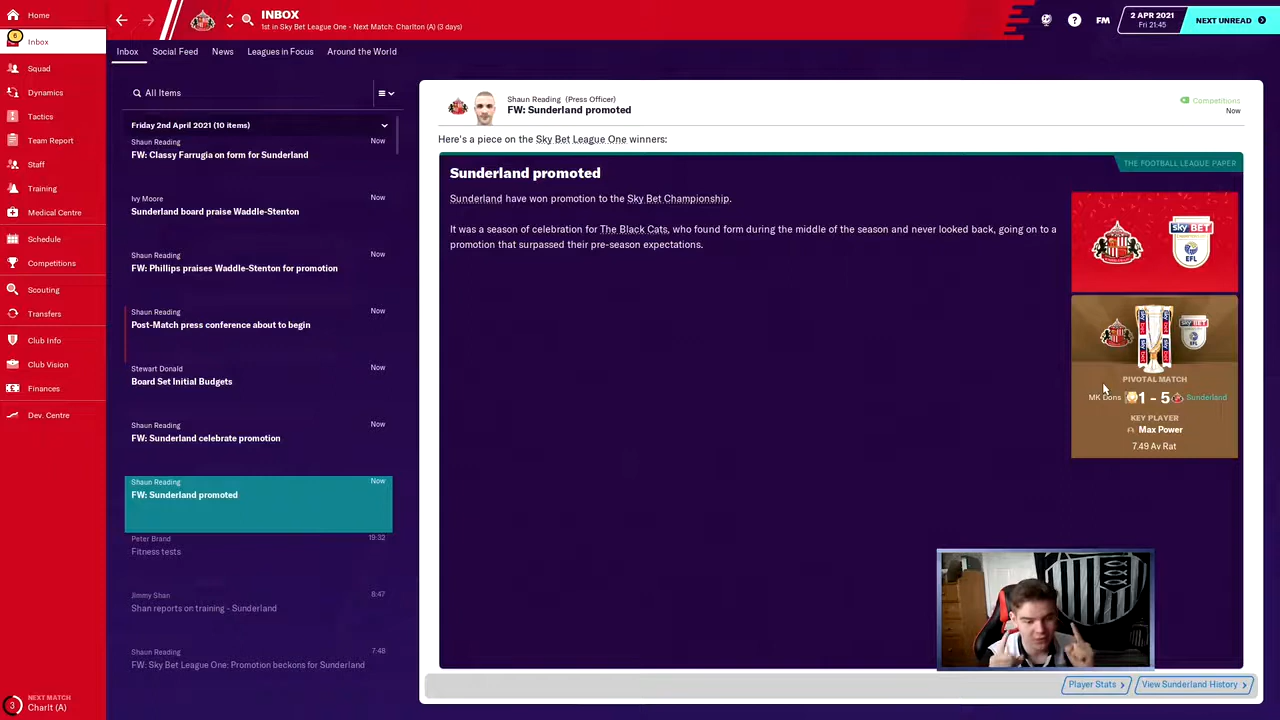 Home
INBOX
1st in Sky Bet League One - Next Match: Charlton (A) (3 days)
?
FM
2 APR 2021
Fri 21:45
NEXT UNREAD
6
Inbox
Squad
Dynamics
Tactics
Team Report
Staff
Training
Medical Centre
Schedule
Competitions
Scouting
Transfers
Club Info
Club Vision
Finances
Dev. Centre
3
NEXT MATCH
Charlt (A)
Inbox
Social Feed
News
Leagues in Focus
Around the World
All Items
Friday 2nd April 2021 (10 items)
Shaun Reading Now
FW: Classy Farrugia on form for Sunderland
Ivy Moore Now
Sunderland board praise Waddle-Stenton
Shaun Reading Now
FW: Phillips praises Waddle-Stenton for promotion
Shaun Reading Now
Post-Match press conference about to begin
Stewart Donald Now
Board Set Initial Budgets
Shaun Reading Now
FW: Sunderland celebrate promotion
Shaun Reading Now
FW: Sunderland promoted
Peter Brand 19:32
Fitness tests
Jimmy Shan 8:47
Shan reports on training - Sunderland
Shaun Reading 7:48
FW: Sky Bet League One: Promotion beckons for Sunderland
Shaun Reading (Press Officer)
FW: Sunderland promoted
Competitions
Now
Here's a piece on the Sky Bet League One winners:
THE FOOTBALL LEAGUE PAPER
Sunderland promoted
Sunderland have won promotion to the Sky Bet Championship.
It was a season of celebration for The Black Cats, who found form during the middle of the season and never looked back, going on to a
promotion that surpassed their pre-season expectations.
sky BET
EFL
PIVOTAL MATCH
MK Dons 1 - 5 Sunderland
KEY PLAYER
Max Power
7.49 Av Rat
Player Stats
View Sunderland History